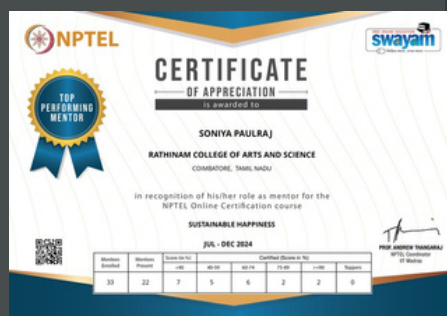 NPTEL
swayam
CERTIFICATE
OF APPRECIATION
is awarded to
TOP
PERFORMING
MENTOR
SONIYA PAULRAJ
RATHINAM COLLEGE OF ARTS AND SCIENCE
COIMBATORE, TAMIL NADU
in recognition of his/her role as mentor for the
NPTEL Online Certification course
SUSTAINABLE HAPPINESS
JUL - DEC 2024
PROF. ANDREW THANGARAJ
NPTEL Coordinator
IIT Madras
Mentees Enrolled
Mentees Present
Score (in %)
Certified (Score in %)
<40
40-59
60-74
75-89
>=90
Toppers
33 22 7 5 6 2 2 0